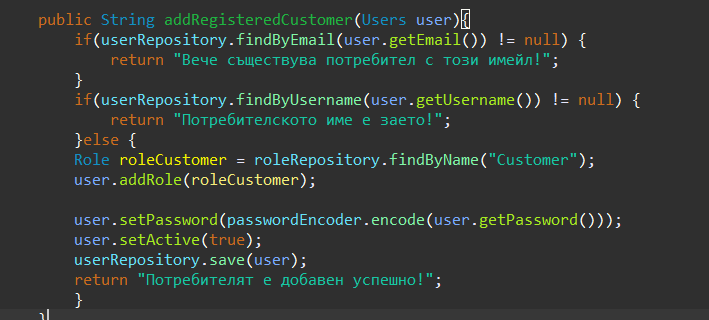 public String addRegisteredCustomer(Users user){
if(userRepository.findByEmail(user.getEmail()) != null) {
return "Вече съществува потребител с този имейл!";
}
if(userRepository.findByUsername(user.getUsername()) != null) {
return "Потребителското име е заето!";
}else {
Role roleCustomer = roleRepository.findByName("Customer");
user.addRole(roleCustomer);
user.setPassword(passwordEncoder.encode(user.getPassword()));
user.setActive(true);
userRepository.save(user);
return "Потребителят е добавен успешно!";
}
}